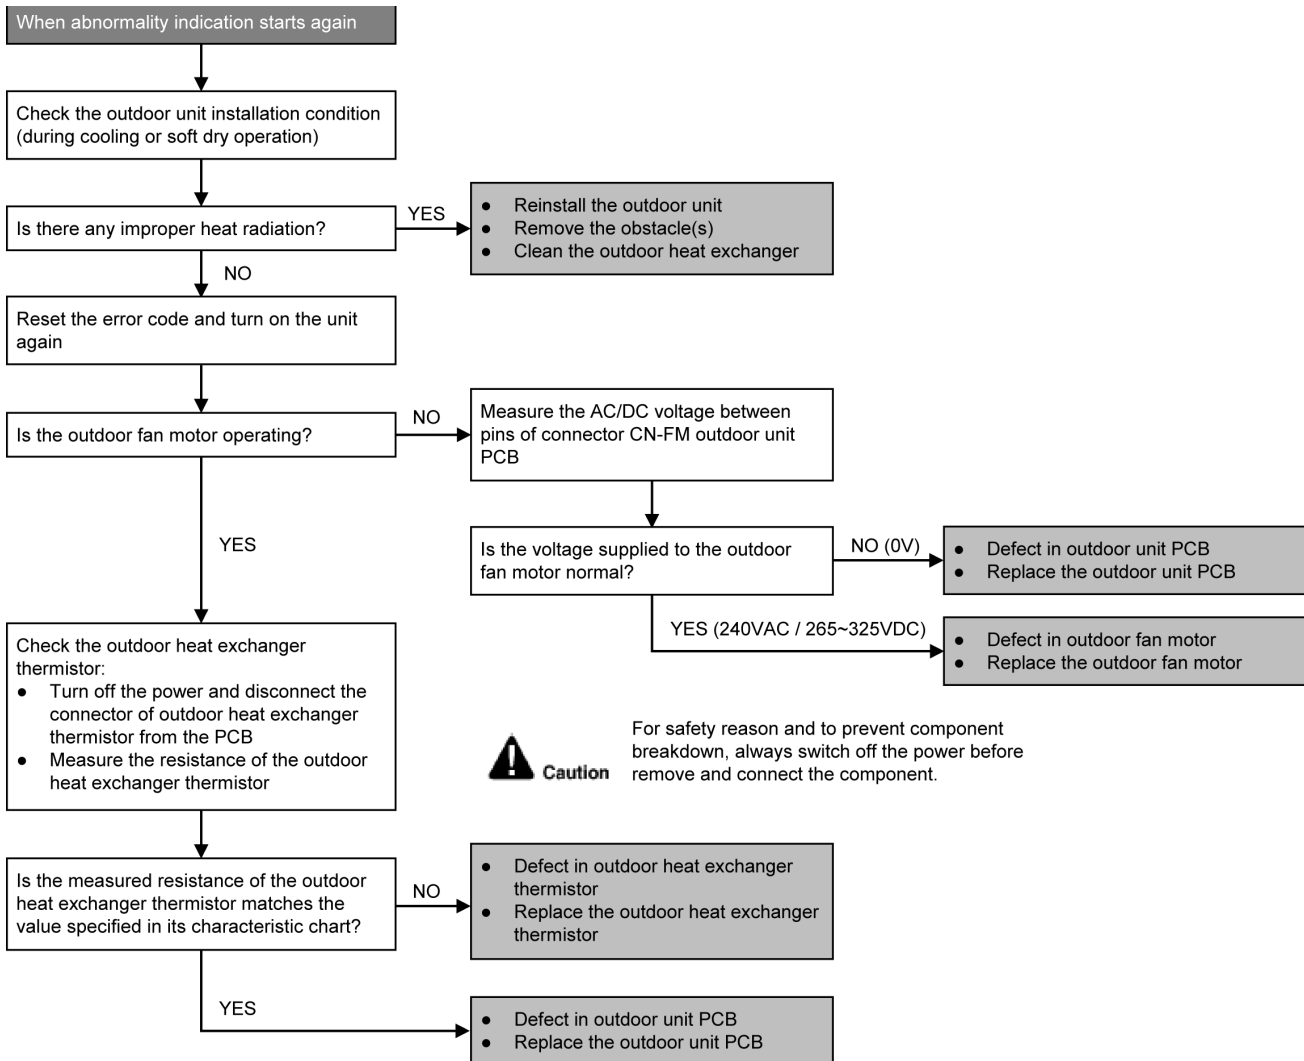 When abnormality indication starts again
Check the outdoor unit installation condition
(during cooling or soft dry operation)
Is there any improper heat radiation?
YES
● Reinstall the outdoor unit
● Remove the obstacle(s)
● Clean the outdoor heat exchanger
NO
Reset the error code and turn on the unit
again
Is the outdoor fan motor operating?
NO
Measure the AC/DC voltage between
pins of connector CN-FM outdoor unit
PCB
YES
Is the voltage supplied to the outdoor
fan motor normal?
NO (0V)
● Defect in outdoor unit PCB
● Replace the outdoor unit PCB
YES (240VAC / 265~325VDC)
● Defect in outdoor fan motor
● Replace the outdoor fan motor
Check the outdoor heat exchanger
thermistor:
● Turn off the power and disconnect the
connector of outdoor heat exchanger
thermistor from the PCB
● Measure the resistance of the outdoor
heat exchanger thermistor
Caution
For safety reason and to prevent component
breakdown, always switch off the power before
remove and connect the component.
Is the measured resistance of the outdoor
heat exchanger thermistor matches the
value specified in its characteristic chart?
NO
● Defect in outdoor heat exchanger
thermistor
● Replace the outdoor heat exchanger
thermistor
YES
● Defect in outdoor unit PCB
● Replace the outdoor unit PCB